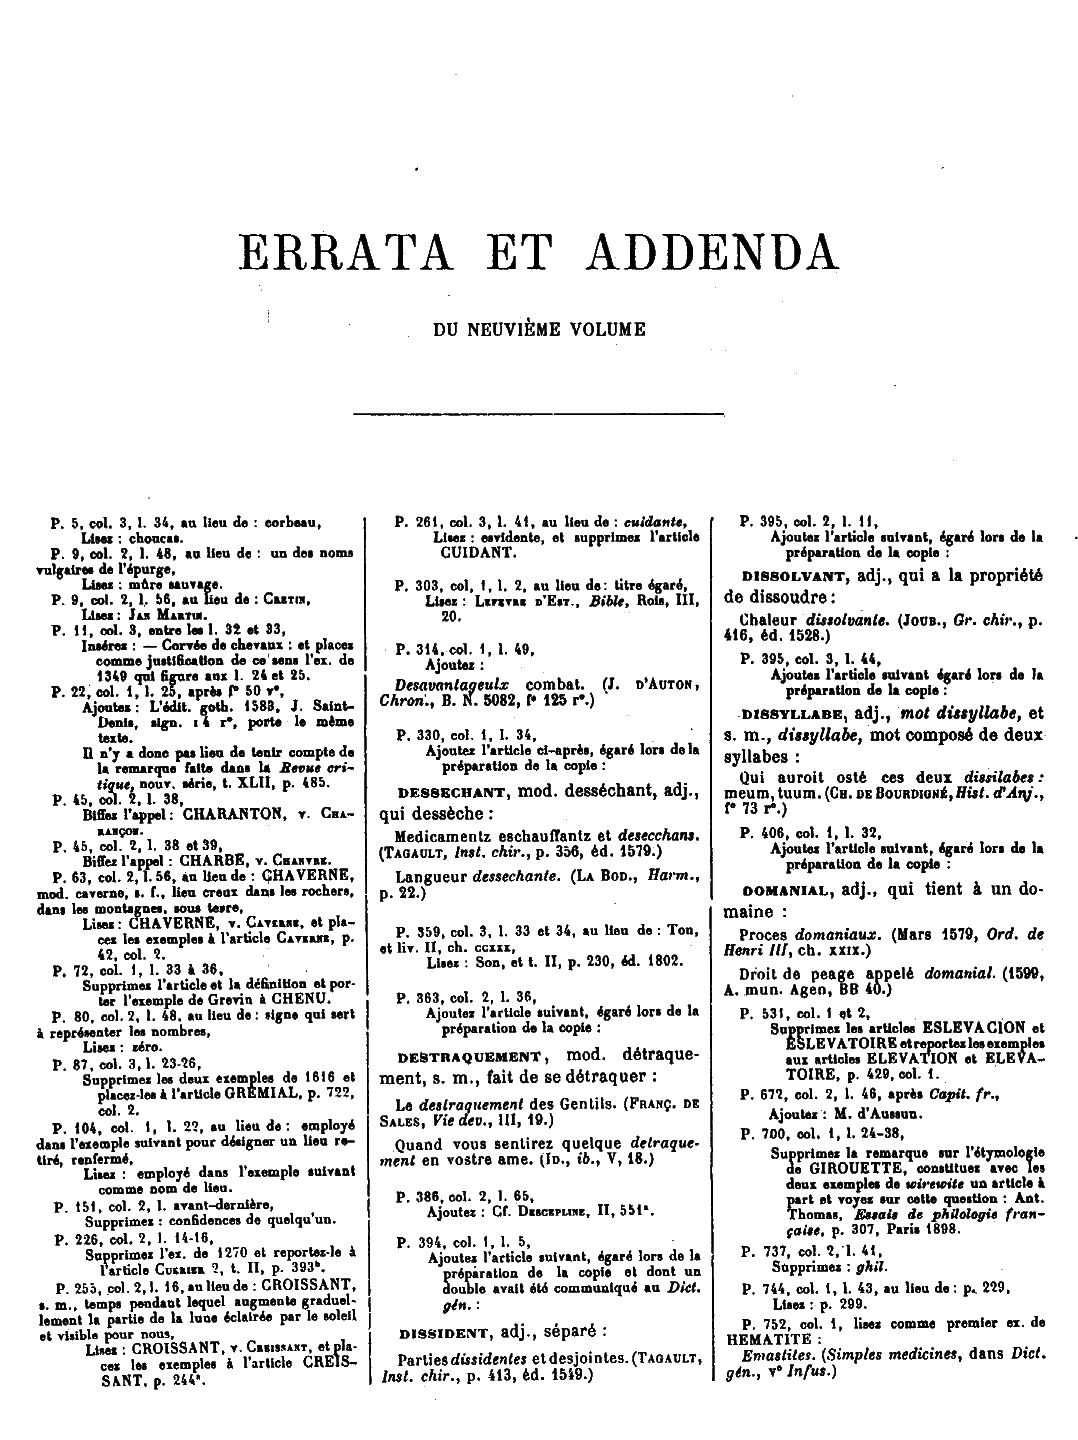 ERRATA ET ADDENDA
DU NEUVIÈME VOLUME
P. 5, col. 3, l. 34, au lieu de : corbeau,
Lisez : choucas.
P. 9, col. 2, l. 48, au lieu de : un des noms
vulgaires de l'épurge,
Lisez : mûre sauvage.
P. 9, col. 2, l. 56, au lieu de : CRETIN,
Lisez : JAN MARTIN.
P. 11, col. 3, entre les l. 32 et 33,
Insérez : — Corvée de chevaux : et placez
comme justification de ce sens l'ex. de
1349 qui figure aux l. 24 et 25.
P. 22, col. 1, l. 25, après f° 50 v°,
Ajoutez : L'édit. goth. 1583, J. Saint-
Denis, sign. i 4 r°, porte le même
texte.
Il n'y a donc pas lieu de tenir compte de
la remarque faite dans la Revue cri-
tique, nouv. série, t. XLII, p. 485.
P. 45, col. 2, l. 38,
Biffez l'appel : CHARANTON, v. CHA-
RANÇON.
P. 45, col. 2, l. 38 et 39,
Biffez l'appel : CHARBE, v. CHANVRE.
P. 63, col. 2, l. 56, au lieu de : CHAVERNE,
mod. caverne, s. f., lieu creux dans les rochers,
dans les montagnes, sous terre,
Lisez : CHAVERNE, v. CAVERNE, et pla-
cez les exemples à l'article CAVERNE, p.
42, col. 2.
P. 72, col. 1, l. 33 à 36,
Supprimez l'article et la définition et por-
ter l'exemple de Grevin à CHENU.
P. 80, col. 2, l. 48, au lieu de : signe qui sert
à représenter les nombres,
Lisez : zéro.
P. 87, col. 3, l. 23-26,
Supprimez les deux exemples de 1616 et
placez-les à l'article GREMIAL, p. 722,
col. 2.
P. 104, col. 1, l. 22, au lieu de : employé
dans l'exemple suivant pour désigner un lieu re-
tiré, renfermé,
Lisez : employé dans l'exemple suivant
comme nom de lieu.
P. 151, col. 2, l. avant-dernière,
Supprimez : confidences de quelqu'un.
P. 226, col. 2, l. 14-16,
Supprimez l'ex. de 1270 et reportez-le à
l'article CURRIER 2, t. II, p. 393ᵇ.
P. 255, col. 2, l. 16, au lieu de : CROISSANT,
s. m., temps pendant lequel augmente graduel-
lement la partie de la lune éclairée par le soleil
et visible pour nous,
Lisez : CROISSANT, v. CREISSANT, et pla-
cez les exemples à l'article CREIS-
SANT, p. 244ᵃ.
P. 261, col. 3, l. 41, au lieu de : cuidante,
Lisez : esvidente, et supprimez l'article
CUIDANT.
P. 303, col, 1, l. 2, au lieu de : titre égaré,
Lisez : LEFEVRE D'EST., Bible, Rois, III,
20.
P. 314, col. 1, l. 49,
Ajoutez :
Desavantageulx combat. (J. D'AUTON,
Chron., B. N. 5082, f° 125 r°.)
P. 330, col. 1, l. 34,
Ajoutez l'article ci-après, égaré lors de la
préparation de la copie :
DESSECHANT, mod. desséchant, adj.,
qui dessèche :
Medicamentz eschauffantz et desecchans.
(TAGAULT, Inst. chir., p. 356, éd. 1579.)
Langueur dessechante. (LA BOD., Harm.,
p. 22.)
P. 359, col. 3, l. 33 et 34, au lieu de : Ton,
et liv. II, ch. CCXXX,
Lisez : Son, et t. II, p. 230, éd. 1802.
P. 363, col. 2, l. 36,
Ajoutez l'article suivant, égaré lors de la
préparation de la copie :
DESTRAQUEMENT, mod. détraque-
ment, s. m., fait de se détraquer :
Le destraquement des Gentils. (FRANÇ. DE
SALES, Vie dev., III, 19.)
Quand vous sentirez quelque detraque-
ment en vostre ame. (ID., ib., V, 18.)
P. 386, col. 2, l. 65,
Ajoutez : Cf. DESCEPLINE, II, 551ᵃ.
P. 394, col. 1, l. 5,
Ajoutez l'article suivant, égaré lors de la
préparation de la copie et dont un
double avait été communiqué au Dict.
gén. :
DISSIDENT, adj., séparé :
Parties dissidentes et desjointes. (TAGAULT,
Inst. chir., p. 413, éd. 1549.)
P. 395, col. 2, l. 11,
Ajoutez l'article suivant, égaré lors de la
préparation de la copie :
DISSOLVANT, adj., qui a la propriété
de dissoudre :
Chaleur dissolvante. (JOUB., Gr. chir., p.
416, éd. 1528.)
P. 395, col. 3, l. 44,
Ajoutez l'article suivant égaré lors de la
préparation de la copie :
DISSYLLABE, adj., mot dissyllabe, et
s. m., dissyllabe, mot composé de deux
syllabes :
Qui auroit osté ces deux dissilabes :
meum, tuum. (CH. DE BOURDIGNÉ, Hist. d'Anj.,
f° 73 r°.)
P. 406, col. 1, l. 32,
Ajoutez l'article suivant, égaré lors de la
préparation de la copie :
DOMANIAL, adj., qui tient à un do-
maine :
Proces domaniaux. (Mars 1579, Ord. de
Henri III, ch. XXIX.)
Droit de peage appelé domanial. (1599,
A. mun. Agen, BB 40.)
P. 531, col. 1 et 2,
Supprimez les articles ESLEVACION et
ESLEVATOIRE et reportez les exemples
aux articles ELEVATION et ELEVA-
TOIRE, p. 429, col. 1.
P. 672, col. 2, l. 46, après Capit. fr.,
Ajoutez : M. d'AUSSUN.
P. 700, col. 1, l. 24-38,
Supprimez la remarque sur l'étymologie
de GIROUETTE, constituez avec les
deux exemples de wirewite un article à
part et voyez sur cette question : Ant.
Thomas, Essais de philologie fran-
çaise, p. 307, Paris 1898.
P. 737, col. 2, l. 41,
Supprimez : ghil.
P. 744, col. 1, l. 43, au lieu de : p. 229,
Lisez : p. 299.
P. 752, col. 1, lisez comme premier ex. de
HEMATITE :
Emastites. (Simples medicines, dans Dict.
gén., v° Infus.)